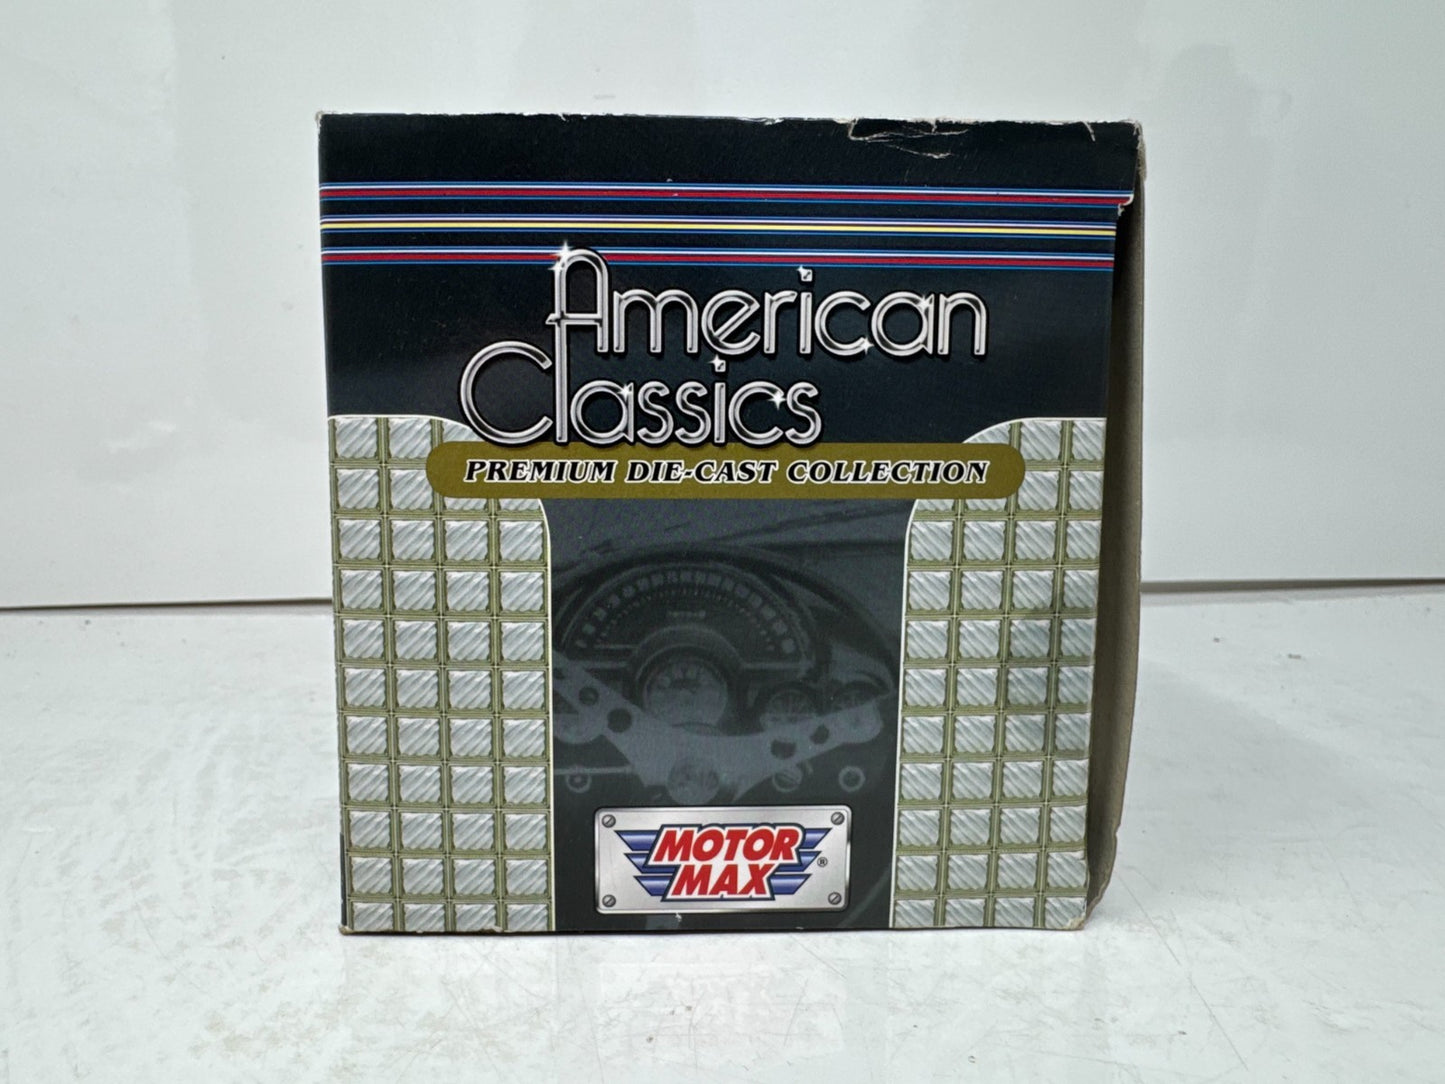 American
Classics
PREMIUM DIE-CAST COLLECTION
MOTOR
MAX®